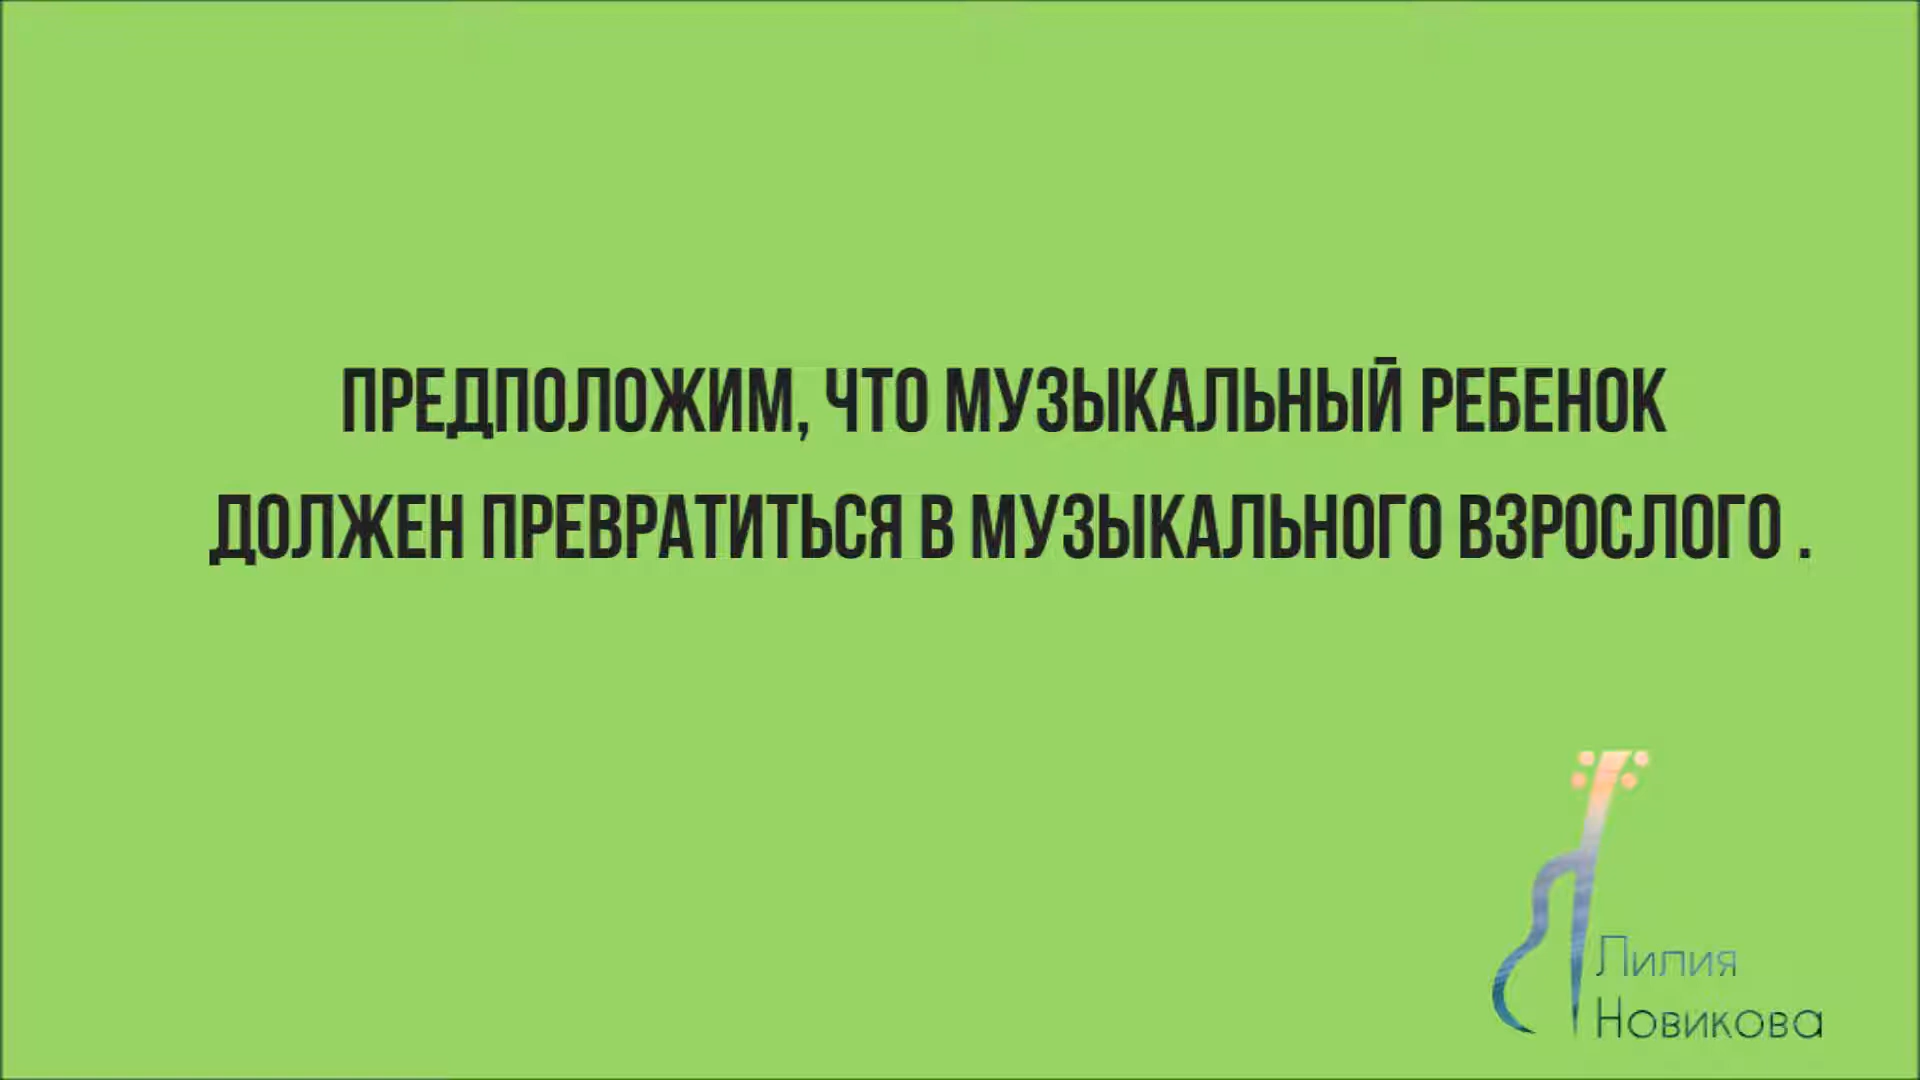 ПРЕДПОЛОЖИМ, ЧТО МУЗЫКАЛЬНЫЙ РЕБЕНОК
ДОЛЖЕН ПРЕВРАТИТЬСЯ В МУЗЫКАЛЬНОГО ВЗРОСЛОГО .
Лилия
Новикова